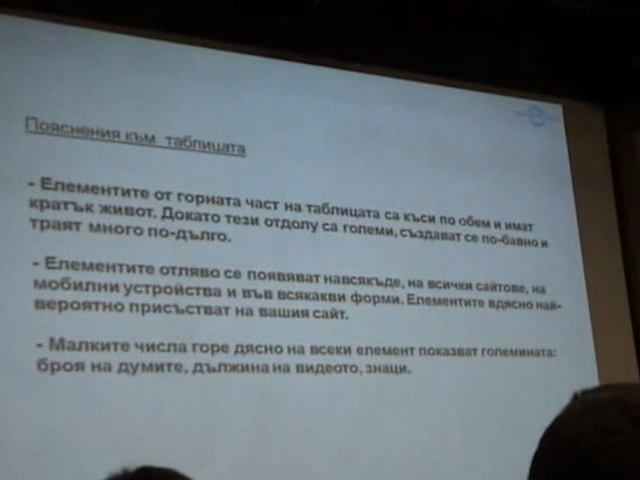 Пояснения към таблицата
- Елементите от горната част на таблицата са къси по обем и имат
кратък живот. Докато тези отдолу са големи, създават се по-бавно и
траят много по-дълго.
- Елементите отляво се появяват навсякъде, на всички сайтове, на
мобилни устройства и във всякакви форми. Елементите вдясно най-
вероятно присъстват на вашия сайт.
- Малките числа горе дясно на всеки елемент показват големината:
броя на думите, дължина на видеото, знаци.